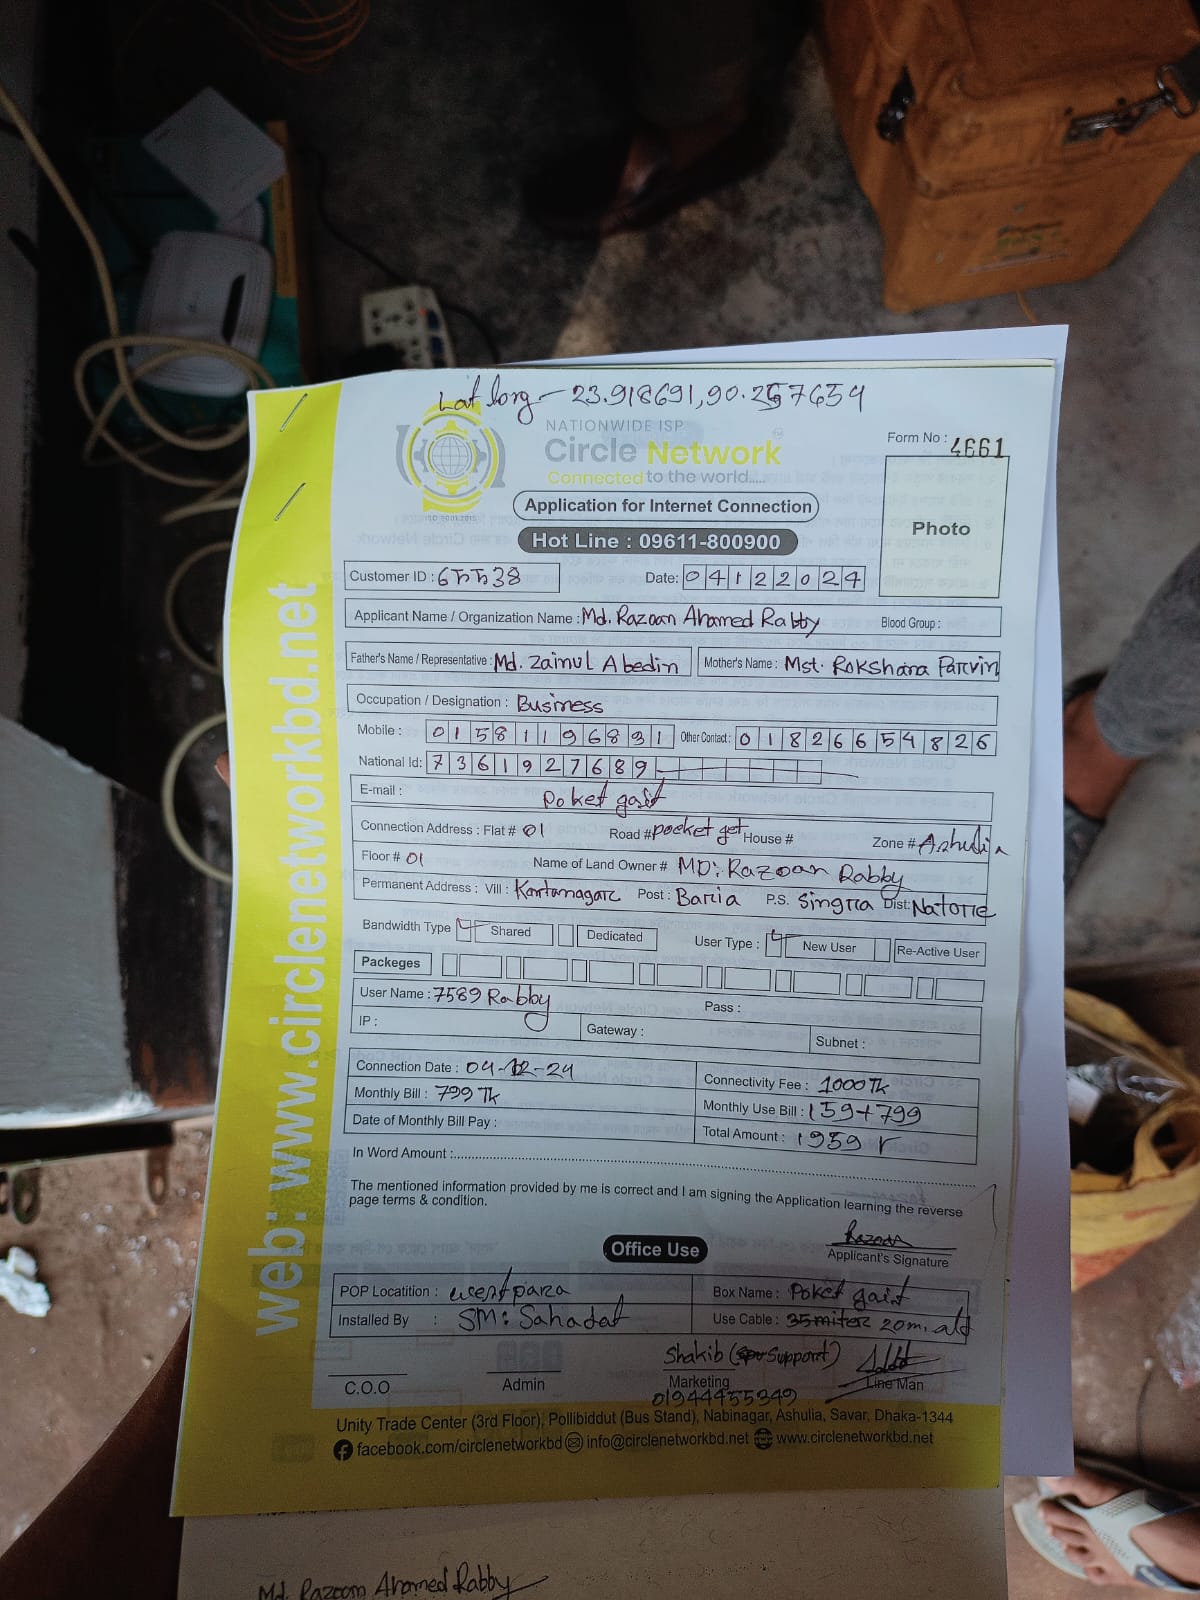 Lat long - 23.918691,90.257654
NATIONWIDE ISP
Circle Network
Connected to the world.....
ISO 9001:2015
Form No : 4661
Photo
Application for Internet Connection
Hot Line : 09611-800900
Customer ID : Date: 04122024
Applicant Name / Organization Name : Md. Razoan Ahamed Rabby Blood Group :
Father's Name / Representative : Md. Zainul Abedin Mother's Name : Mst. Rokshana Parvin
Occupation / Designation : Business
Mobile : 01581196831 Other Contact : 01826654826
National Id: 7361927689
E-mail : Poket gait
Connection Address : Flat # 01 Road # pocket get House # Zone # Ashulia
Floor # 01 Name of Land Owner # MD: Razoan Rabby
Permanent Address : Vill : Post : Baria P.S. Singra Dist: Natore
Bandwidth Type Shared Dedicated User Type : New User Re-Active User
Packeges
User Name : 7589 Rabby Pass :
IP : Gateway : Subnet :
Connection Date : 04-12-24 Connectivity Fee : 1000 Tk
Monthly Bill : 799 Tk Monthly Use Bill : 159+799
Date of Monthly Bill Pay : Total Amount : 1959
In Word Amount :
The mentioned information provided by me is correct and I am signing the Application learning the reverse
page terms & condition.
Razoan
Applicant's Signature
Office Use
POP Locatition : Box Name : Poket gait
Installed By : SM: Sahadat Use Cable : 35 miter 20m.
Shakib (Support)
C.O.O Admin Marketing Line Man
01944455349
Unity Trade Center (3rd Floor), Pollibiddut (Bus Stand), Nabinagar, Ashulia, Savar, Dhaka-1344
facebook.com/circlenetworkbd info@circlenetworkbd.net www.circlenetworkbd.net
web: www.circlenetworkbd.net
Md. Razoan Ahamed Rabby